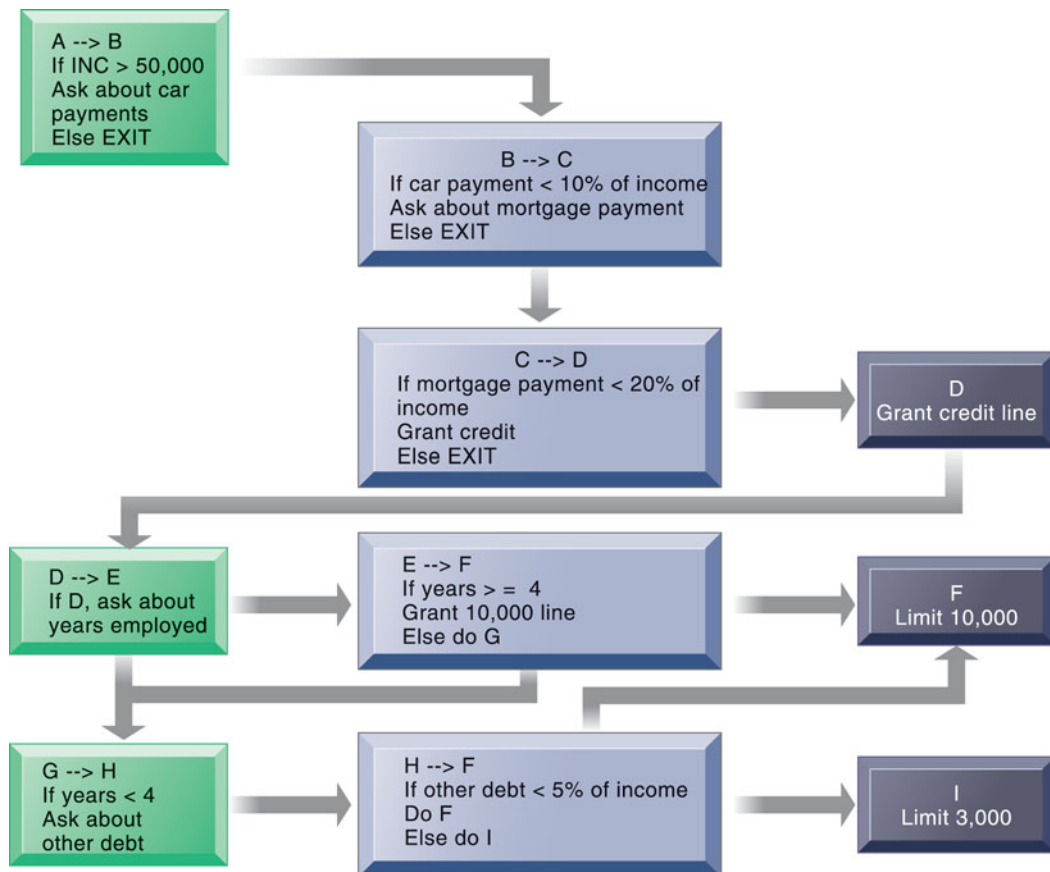 A --> B
If INC > 50,000
Ask about car
payments
Else EXIT
B --> C
If car payment < 10% of income
Ask about mortgage payment
Else EXIT
C --> D
If mortgage payment < 20% of
income
Grant credit
Else EXIT
D
Grant credit line
D --> E
If D, ask about
years employed
E --> F
If years > = 4
Grant 10,000 line
Else do G
F
Limit 10,000
G --> H
If years < 4
Ask about
other debt
H --> F
If other debt < 5% of income
Do F
Else do I
I
Limit 3,000